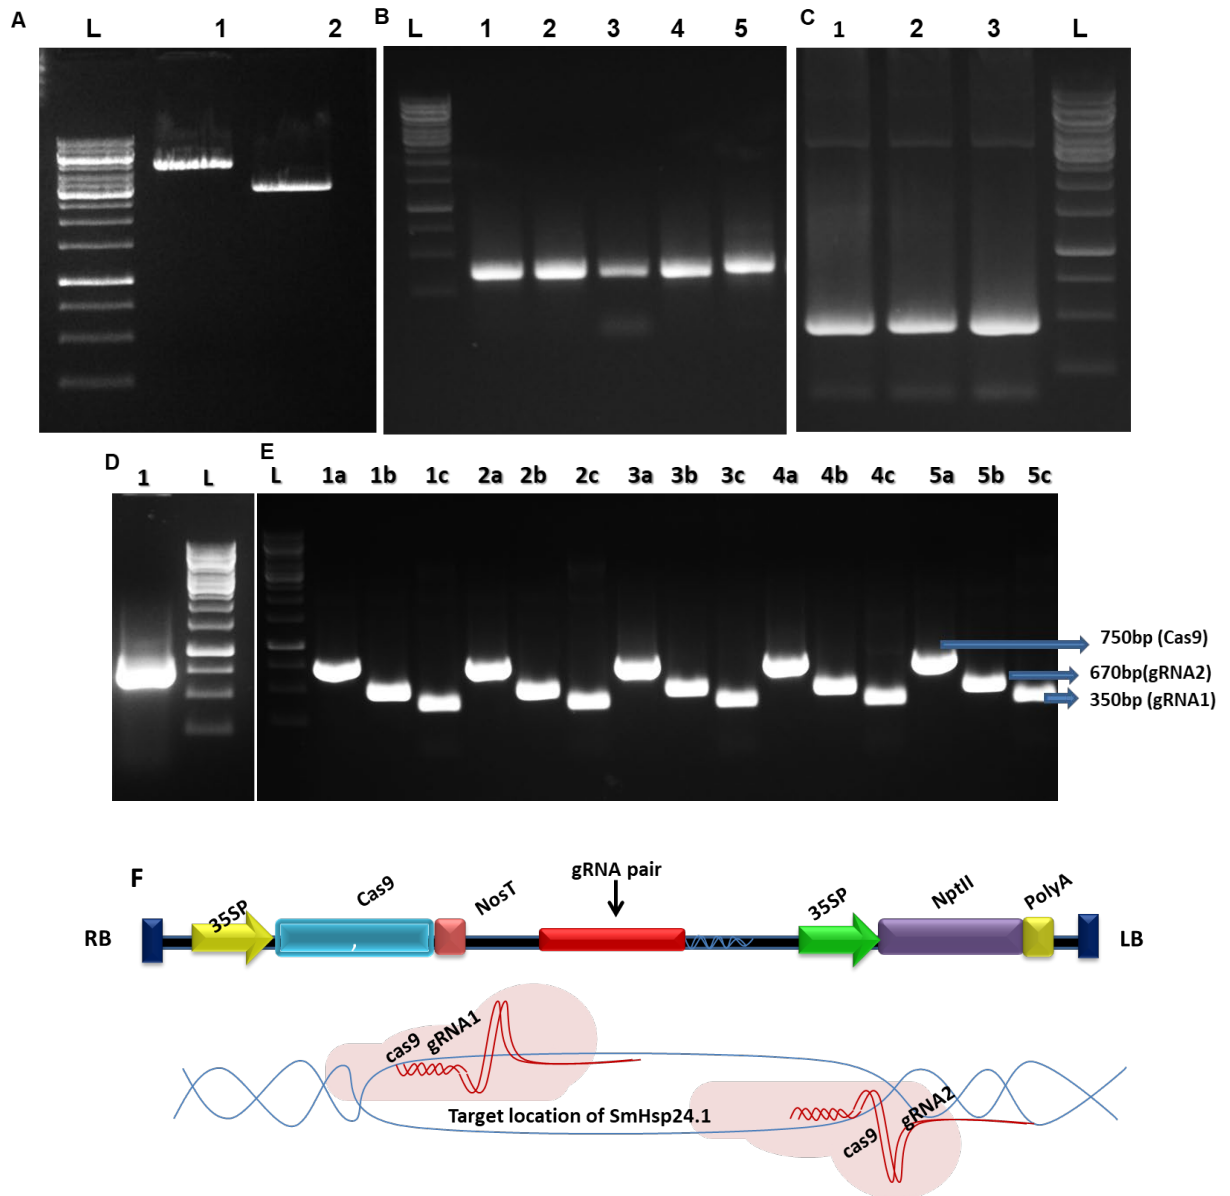 A
L 1 2
B
L 1 2 3 4 5
C
1 2 3 L
D
1 L
E
L 1a 1b 1c 2a 2b 2c 3a 3b 3c 4a 4b 4c 5a 5b 5c
750bp (Cas9)
670bp(gRNA2)
350bp (gRNA1)
F
gRNA pair
RB
35SP
Cas9
,
NosT
35SP
NptII
PolyA
LB
cas9 gRNA1
Target location of SmHsp24.1
cas9 gRNA2